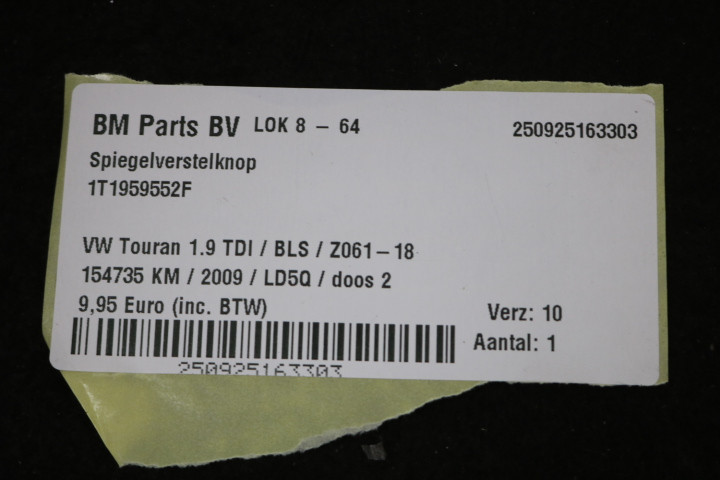 BM Parts BV LOK 8 – 64 250925163303
Spiegelverstelknop
1T1959552F
VW Touran 1.9 TDI / BLS / Z061–18
154735 KM / 2009 / LD5Q / doos 2
9,95 Euro (inc. BTW) Verz: 10
Aantal: 1
250925163303